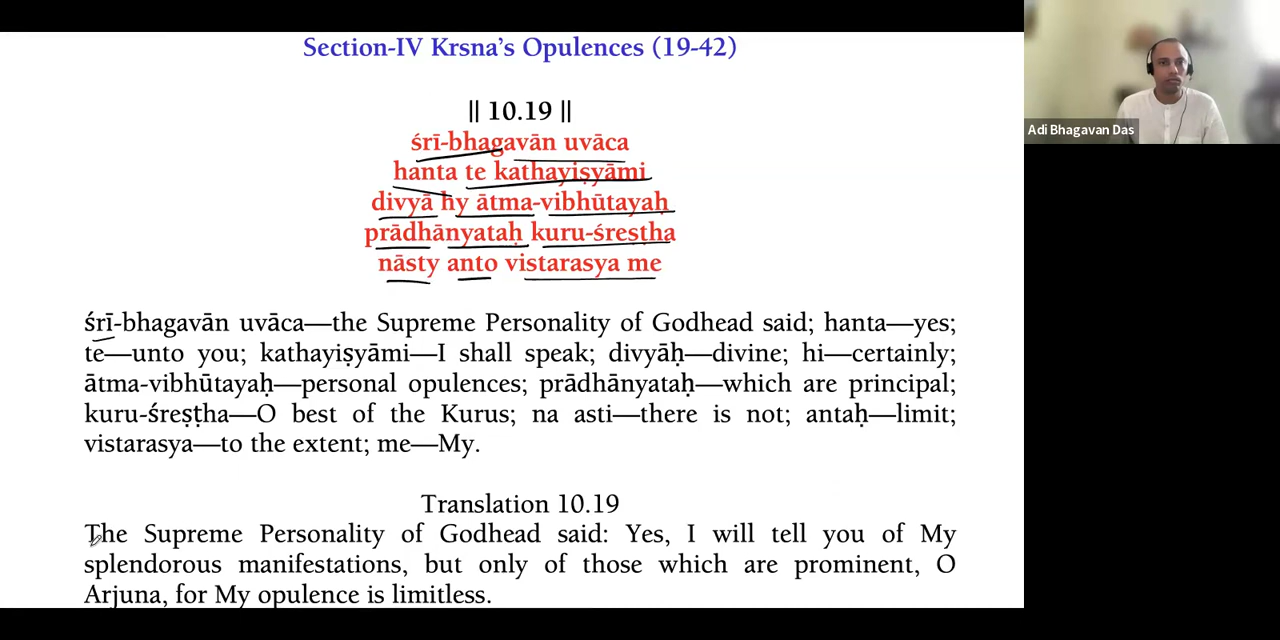 Section-IV Krsna's Opulences (19-42)
|| 10.19 ||
śrī-bhagavān uvāca
hanta te kathayiṣyāmi
divyā hy ātma-vibhūtayaḥ
prādhānyataḥ kuru-śreṣṭha
nāsty anto vistarasya me
śrī-bhagavān uvāca—the Supreme Personality of Godhead said; hanta—yes;
te—unto you; kathayiṣyāmi—I shall speak; divyāḥ—divine; hi—certainly;
ātma-vibhūtayaḥ—personal opulences; prādhānyataḥ—which are principal;
kuru-śreṣṭha—O best of the Kurus; na asti—there is not; antaḥ—limit;
vistarasya—to the extent; me—My.
Translation 10.19
The Supreme Personality of Godhead said: Yes, I will tell you of My
splendorous manifestations, but only of those which are prominent, O
Arjuna, for My opulence is limitless.
Adi Bhagavan Das